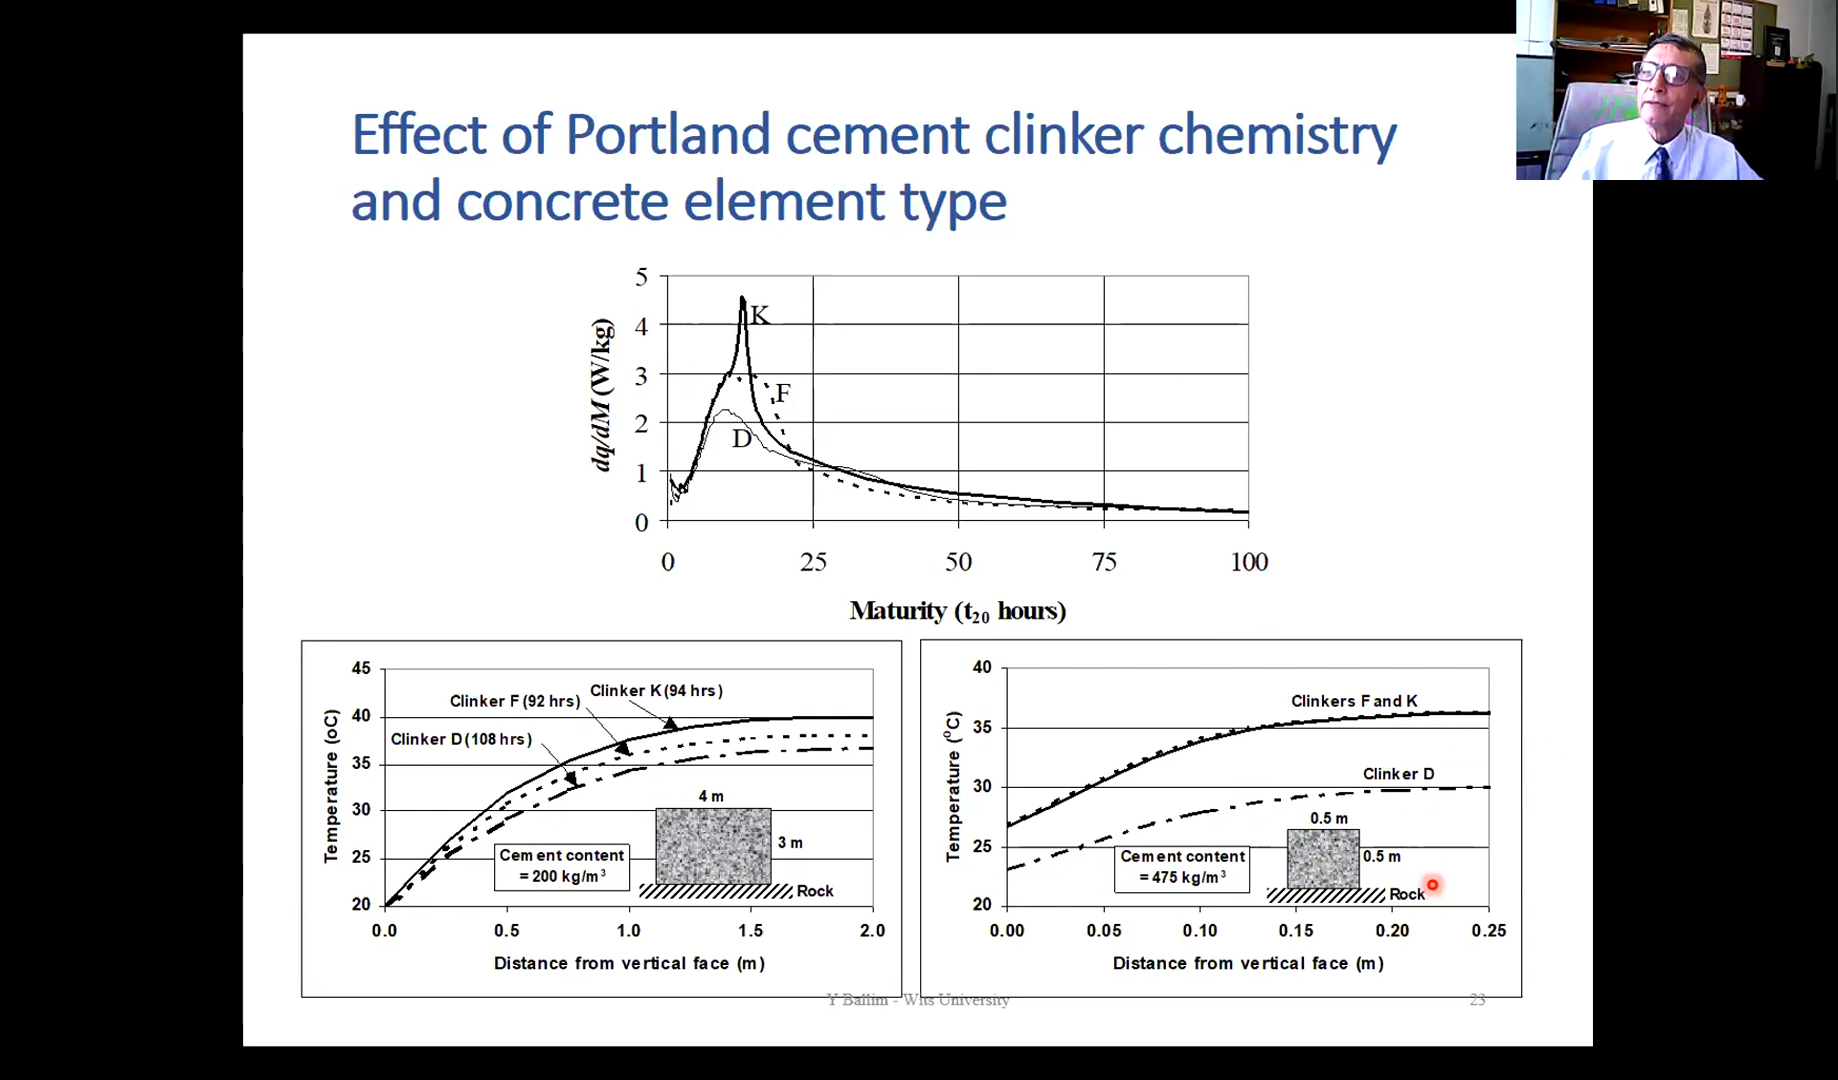 Effect of Portland cement clinker chemistry
and concrete element type
5
4
3
2
1
0
dq/dM (W/kg)
K
F
D
0 25 50 75 100
Maturity (t20 hours)
45
40
35
30
25
20
Temperature (oC)
Clinker K (94 hrs)
Clinker F (92 hrs)
Clinker D (108 hrs)
4 m
3 m
Cement content
= 200 kg/m³
Rock
0.0 0.5 1.0 1.5 2.0
Distance from vertical face (m)
40
35
30
25
20
Temperature (°C)
Clinkers F and K
Clinker D
0.5 m
0.5 m
Cement content
= 475 kg/m³
Rock
0.00 0.05 0.10 0.15 0.20 0.25
Distance from vertical face (m)
Y Ballim - Wits University
23